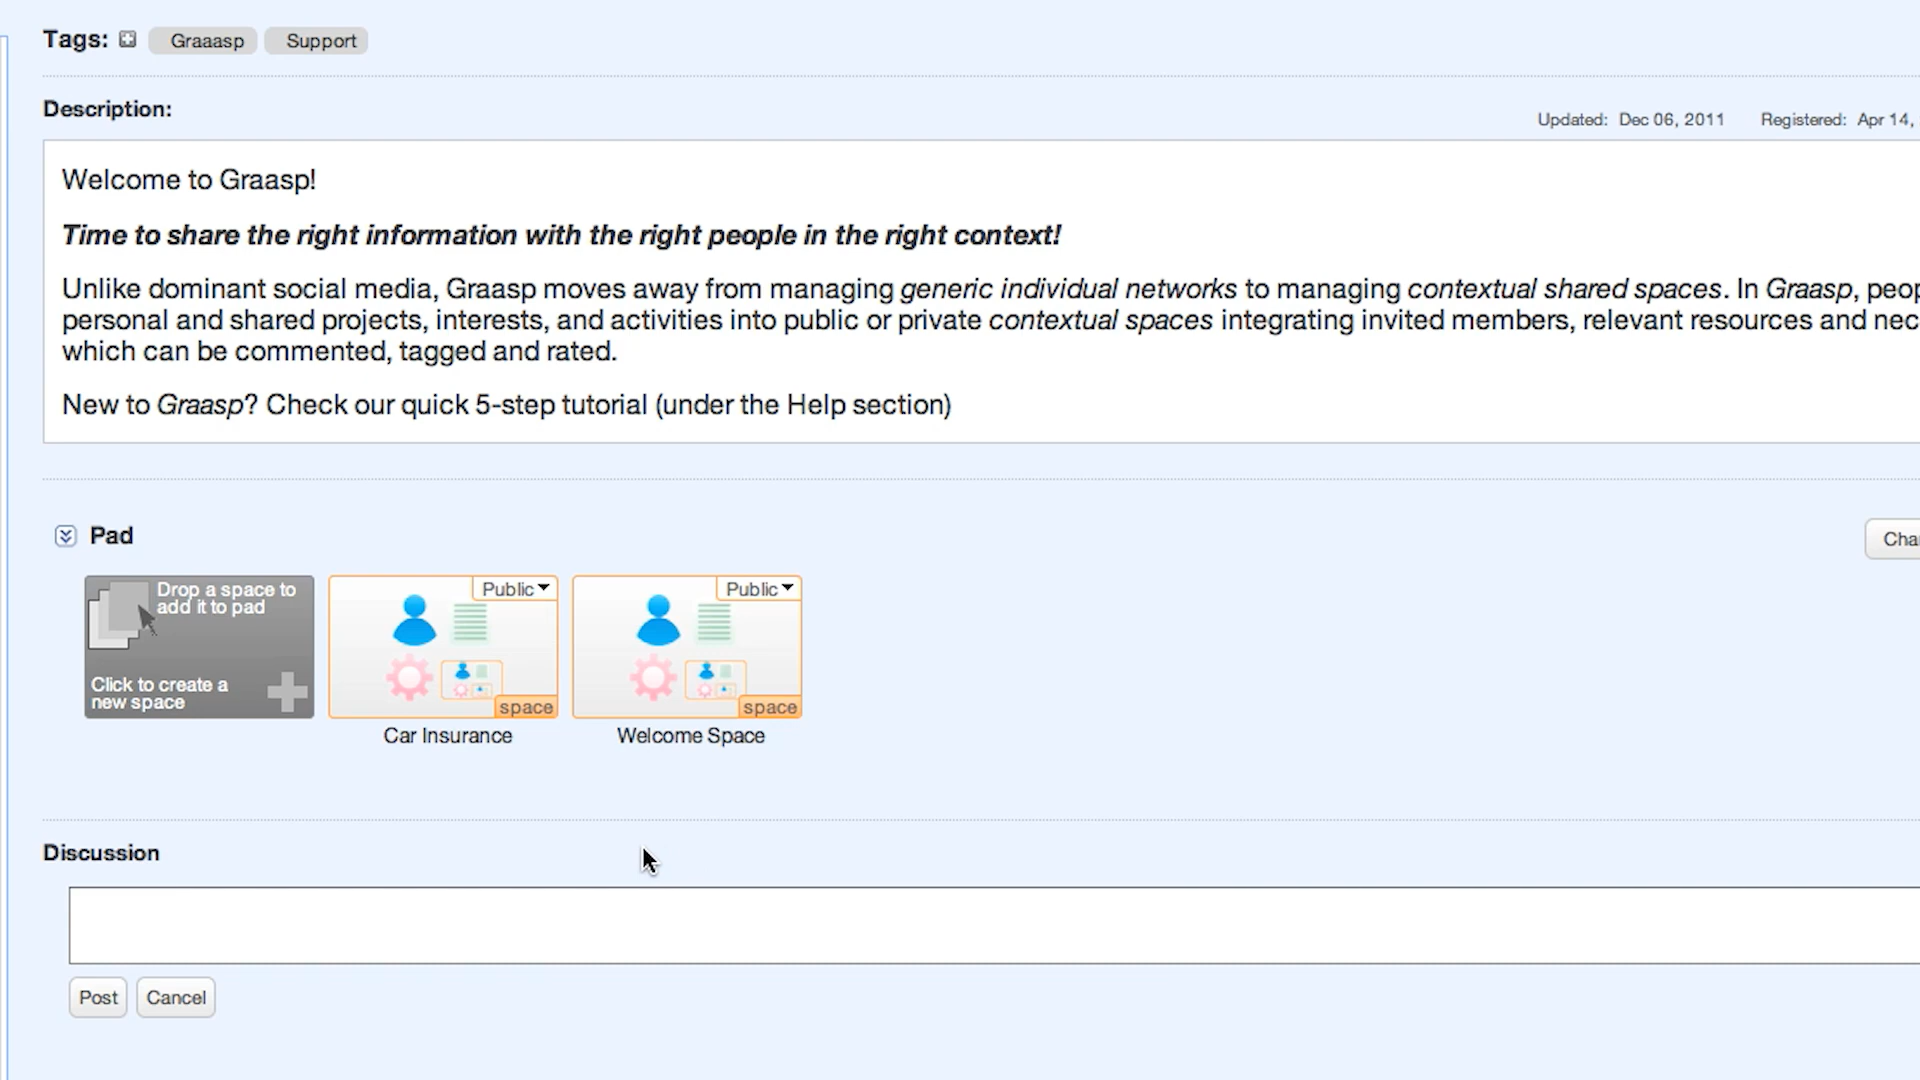 Tags: Graaasp Support
Description:
Updated: Dec 06, 2011 Registered: Apr 14,
Welcome to Graasp!
Time to share the right information with the right people in the right context!
Unlike dominant social media, Graasp moves away from managing generic individual networks to managing contextual shared spaces. In Graasp,
personal and shared projects, interests, and activities into public or private contextual spaces integrating invited members, relevant resources and
which can be commented, tagged and rated.
New to Graasp? Check our quick 5-step tutorial (under the Help section)
Pad
Drop a space to
add it to pad
Click to create a
new space
Public
space
Car Insurance
Public
space
Welcome Space
Discussion
Post Cancel